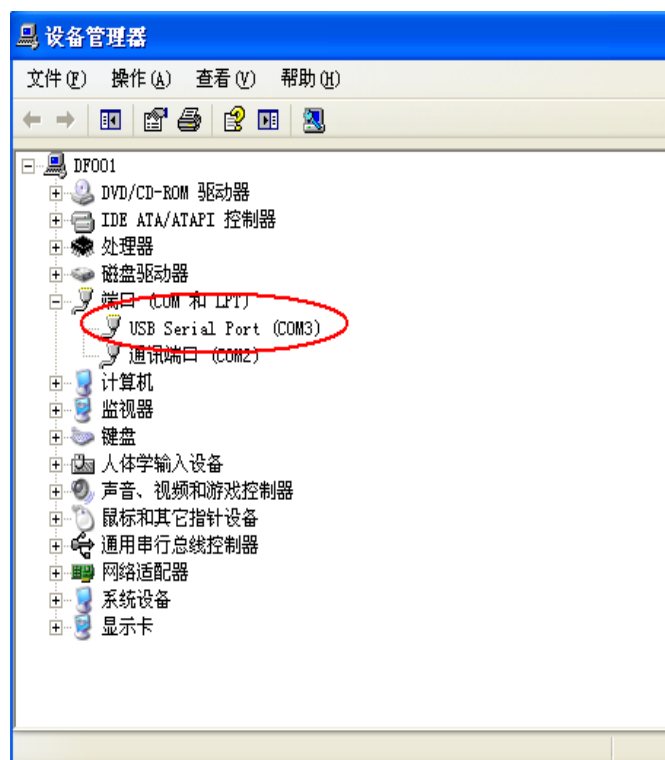 设备管理器
文件(F) 操作(A) 查看(V) 帮助(H)
DF001
DVD/CD-ROM 驱动器
IDE ATA/ATAPI 控制器
处理器
磁盘驱动器
端口 (COM 和 LPT)
USB Serial Port (COM3)
通讯端口 (COM2)
计算机
监视器
键盘
人体学输入设备
声音、视频和游戏控制器
鼠标和其它指针设备
通用串行总线控制器
网络适配器
系统设备
显示卡